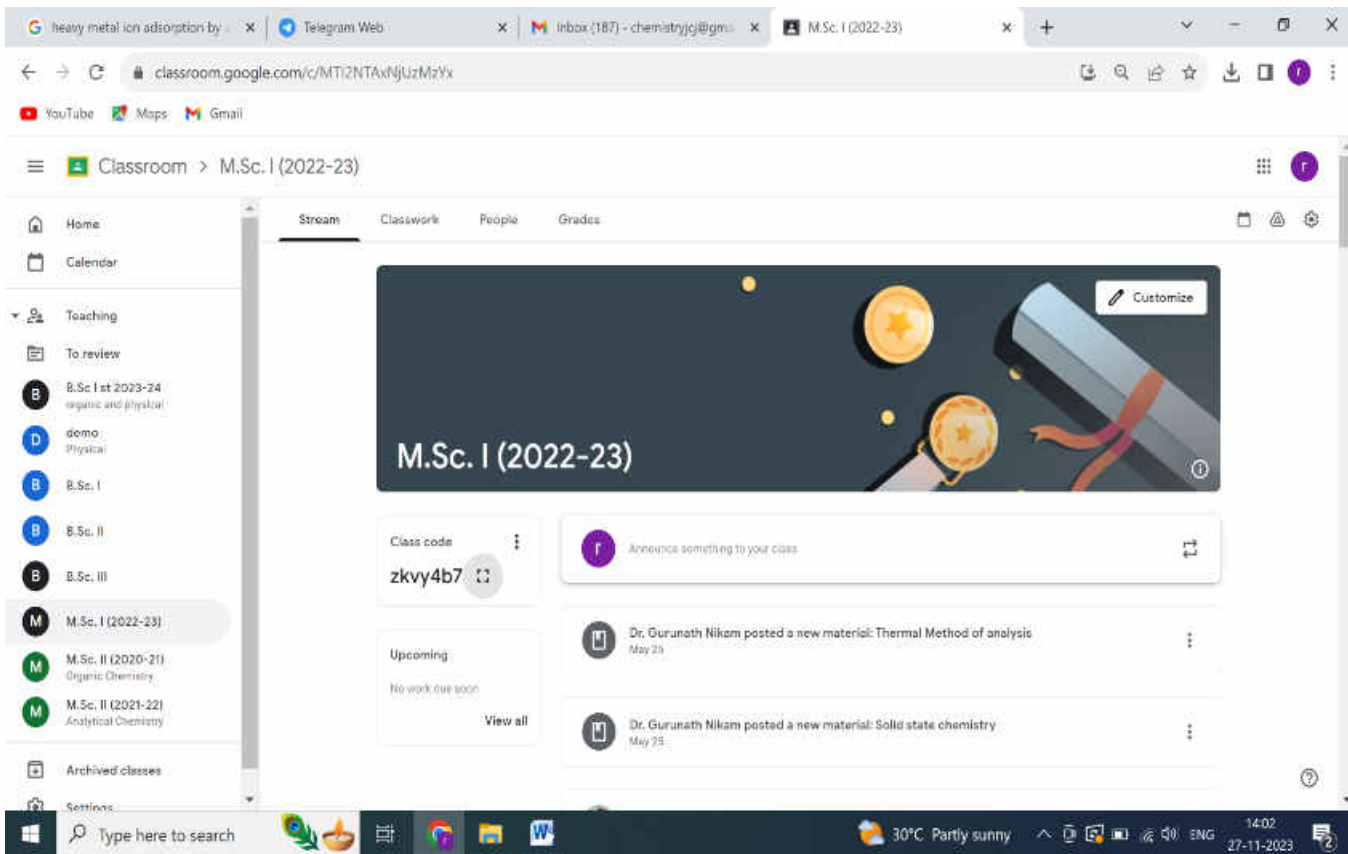 heavy metal ion adsorption by
Telegram Web
Inbox (187) - chemistryjcj@gm
M.Sc. I (2022-23)
classroom.google.com/c/MTI2NTAxNjUzMzYx
YouTube
Maps
Gmail
Classroom > M.Sc. I (2022-23)
Home
Calendar
Teaching
To review
B.Sc I st 2023-24
organic and physical
demo
Physical
B.Sc. I
B.Sc. II
B.Sc. III
M.Sc. I (2022-23)
M.Sc. II (2020-21)
Organic Chemistry
M.Sc. II (2021-22)
Analytical Chemistry
Archived classes
Settings
Stream
Classwork
People
Grades
Customize
M.Sc. I (2022-23)
Class code
zkvy4b7
Upcoming
No work due soon
View all
Announce something to your class
Dr. Gurunath Nikam posted a new material: Thermal Method of analysis
May 25
Dr. Gurunath Nikam posted a new material: Solid state chemistry
May 25
Type here to search
30°C Partly sunny
ENG
14:02
27-11-2023